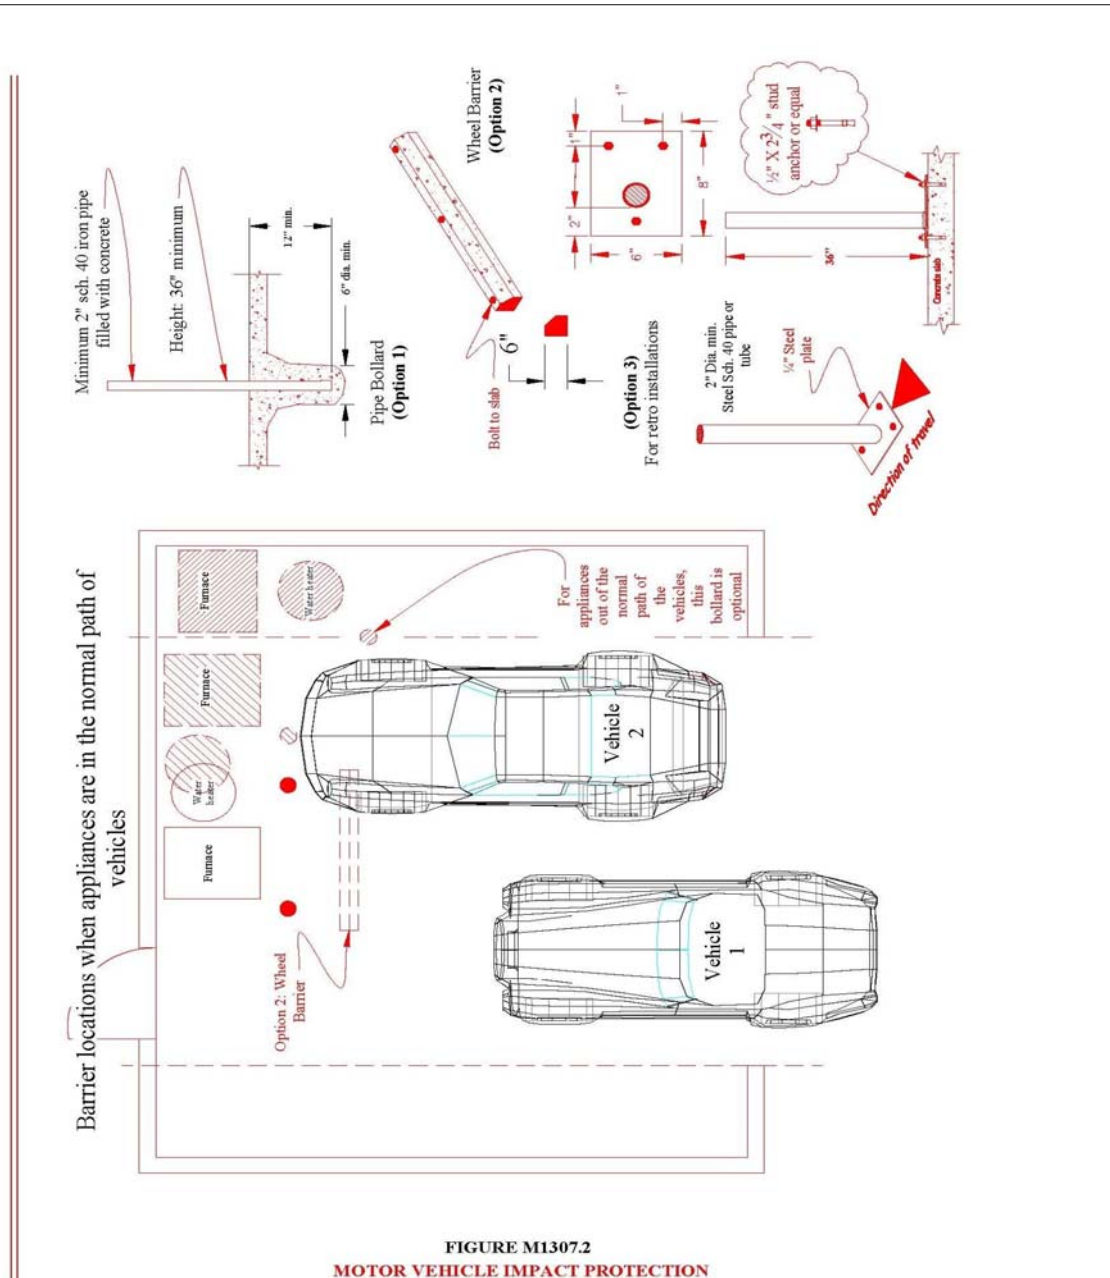 Barrier locations when appliances are in the normal path of
vehicles
Furnace
Water heater
Furnace
Water
heater
Furnace
Option 2: Wheel
Barrier
For
appliances
out of the
normal
path of
the
vehicles,
this
bollard is
optional
Vehicle
2
Vehicle
1
Minimum 2" sch. 40 iron pipe
filled with concrete
Height: 36" minimum
12" min.
6" dia. min.
Pipe Bollard
(Option 1)
Wheel Barrier
(Option 2)
Bolt to slab
6"
(Option 3)
For retro installations
2" Dia. min.
Steel Sch. 40 pipe or
tube
¼" Steel
plate
Direction of travel
1"
1"
2"
6"
8"
½" X 2¾" stud
anchor or equal
36"
Concrete slab
FIGURE M1307.2
MOTOR VEHICLE IMPACT PROTECTION